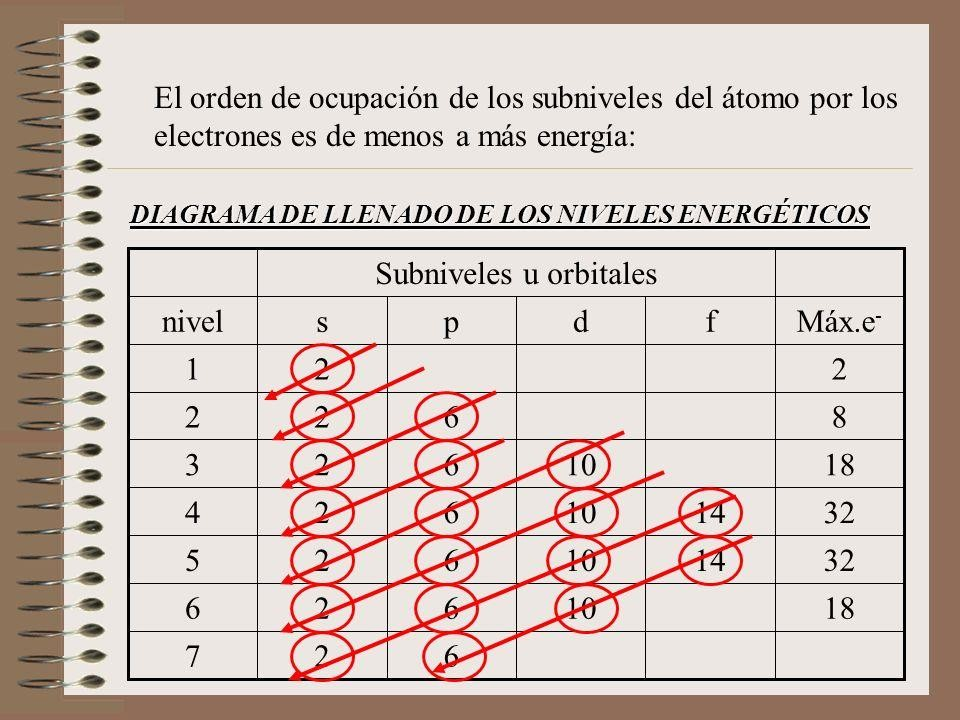 El orden de ocupación de los subniveles del átomo por los
electrones es de menos a más energía:
DIAGRAMA DE LLENADO DE LOS NIVELES ENERGÉTICOS
Subniveles u orbitales
nivel s p d f Máx.e-
1 2 2
2 2 6 8
3 2 6 10 18
4 2 6 10 14 32
5 2 6 10 14 32
6 2 6 10 18
7 2 6